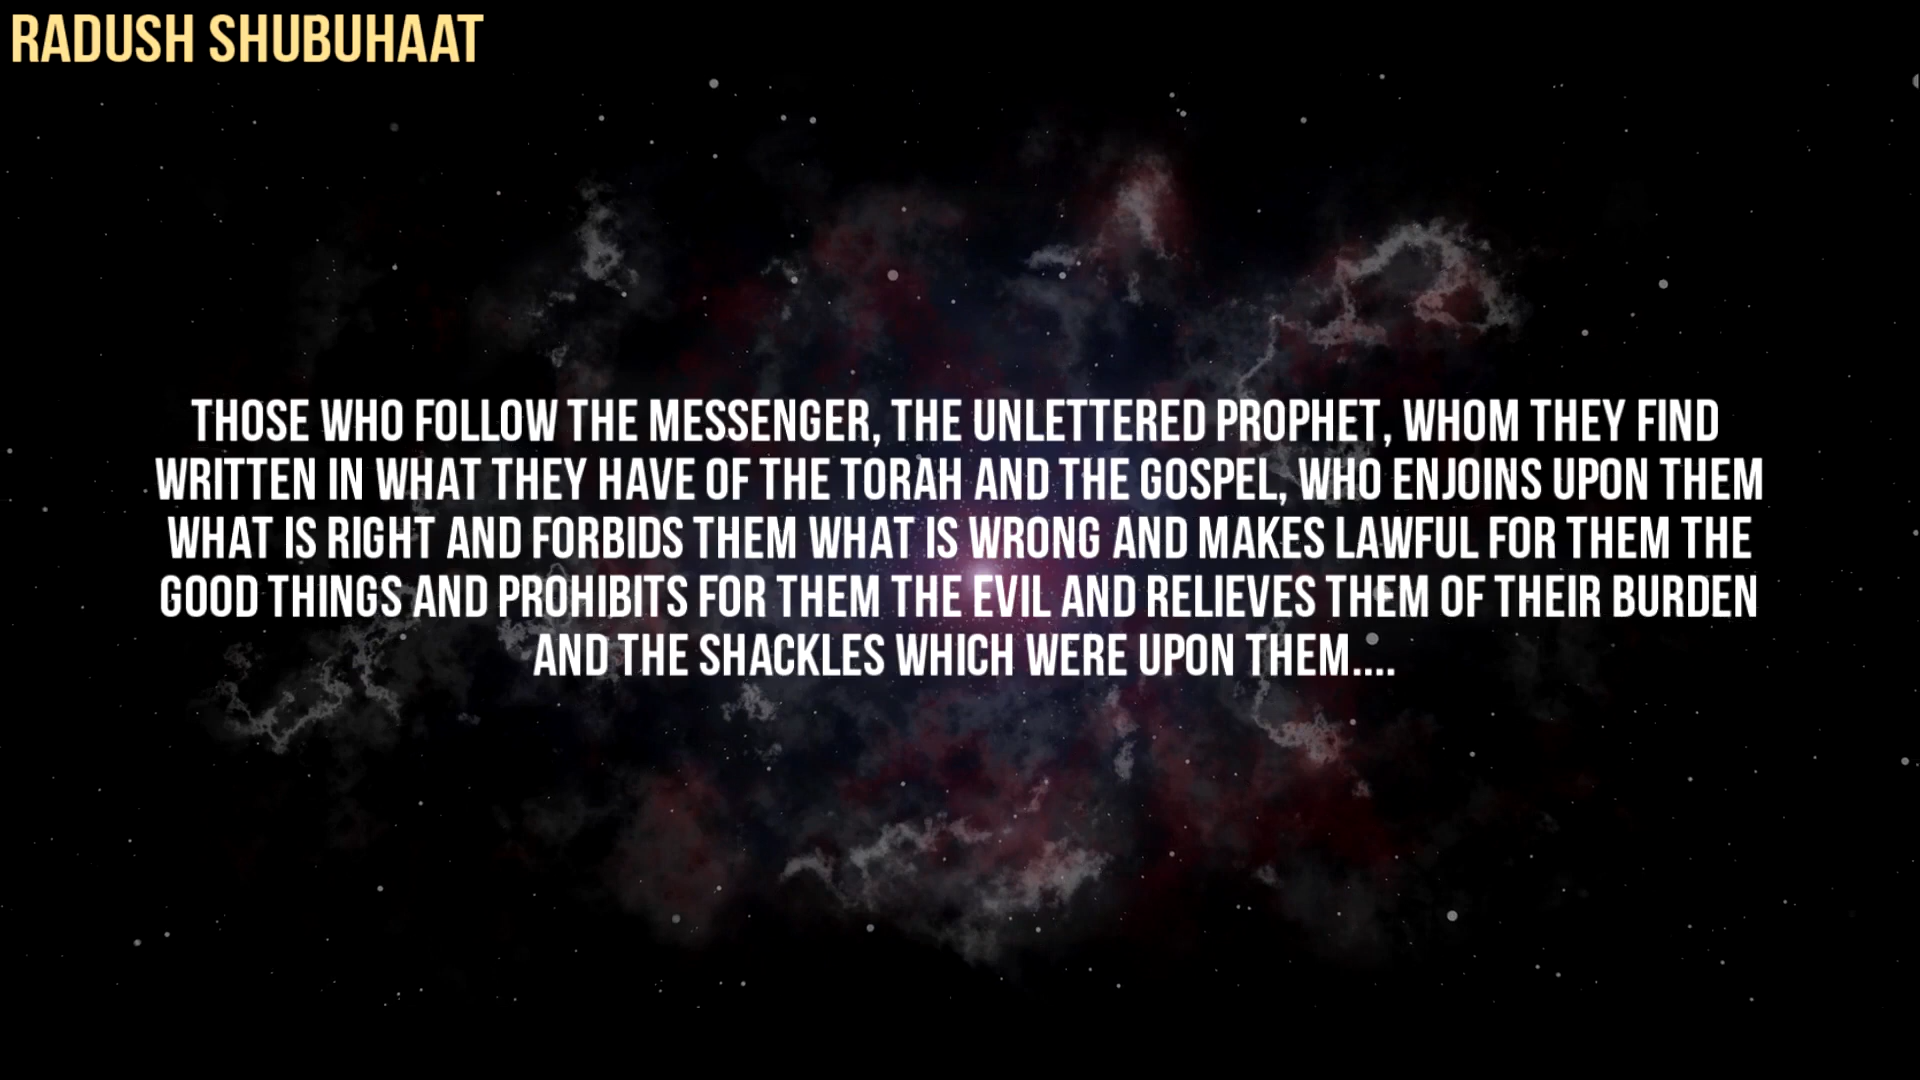 RADUSH SHUBUHAAT
THOSE WHO FOLLOW THE MESSENGER, THE UNLETTERED PROPHET, WHOM THEY FIND
WRITTEN IN WHAT THEY HAVE OF THE TORAH AND THE GOSPEL, WHO ENJOINS UPON THEM
WHAT IS RIGHT AND FORBIDS THEM WHAT IS WRONG AND MAKES LAWFUL FOR THEM THE
GOOD THINGS AND PROHIBITS FOR THEM THE EVIL AND RELIEVES THEM OF THEIR BURDEN
AND THE SHACKLES WHICH WERE UPON THEM....